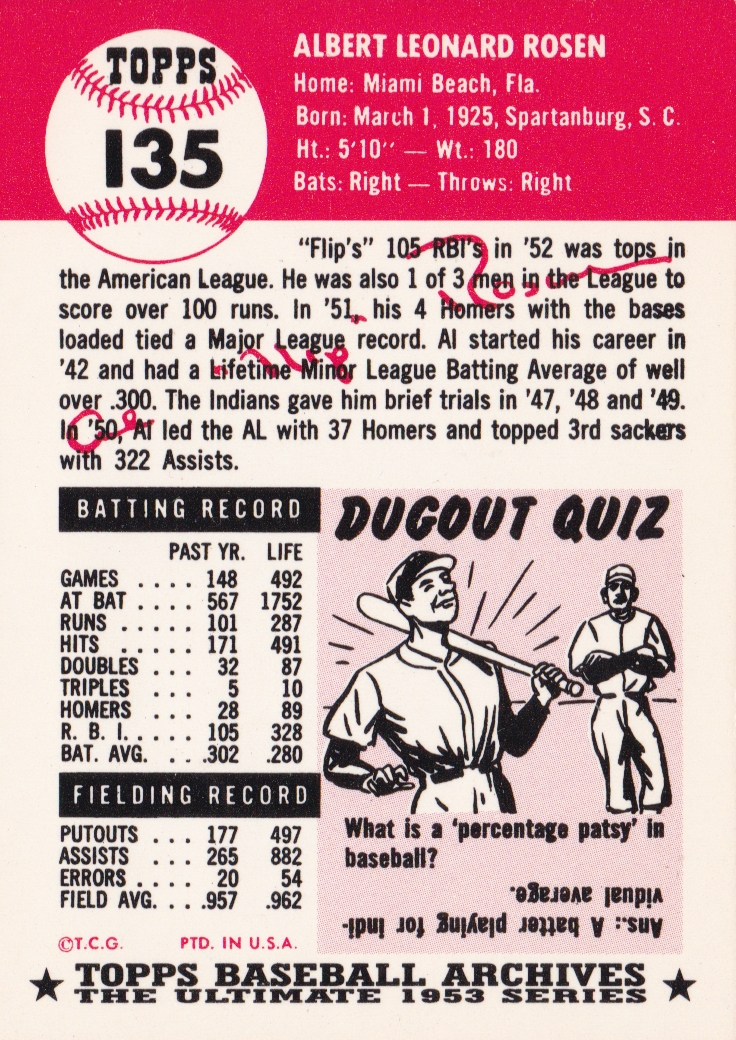 TOPPS
135
ALBERT LEONARD ROSEN
Home: Miami Beach, Fla.
Born: March 1, 1925, Spartanburg, S. C.
Ht.: 5'10'' — Wt.: 180
Bats: Right — Throws: Right
"Flip's" 105 RBI's in '52 was tops in
the American League. He was also 1 of 3 men in the League to
score over 100 runs. In '51, his 4 Homers with the bases
loaded tied a Major League record. Al started his career in
'42 and had a Lifetime Minor League Batting Average of well
over .300. The Indians gave him brief trials in '47, '48 and '49.
In '50, Al led the AL with 37 Homers and topped 3rd sackers
with 322 Assists.
Al "Flip" Rosen
BATTING RECORD
PAST YR. LIFE
GAMES .... 148 492
AT BAT .... 567 1752
RUNS .... 101 287
HITS ..... 171 491
DOUBLES ... 32 87
TRIPLES ... 5 10
HOMERS ... 28 89
R. B. I..... 105 328
BAT. AVG. ... .302 .280
FIELDING RECORD
PUTOUTS ... 177 497
ASSISTS ... 265 882
ERRORS .... 20 54
FIELD AVG. ... .957 .962
©T.C.G. PTD. IN U.S.A.
DUGOUT QUIZ
What is a 'percentage patsy' in
baseball?
Ans.: A batter playing for indi-
vidual average.
★ TOPPS BASEBALL ARCHIVES ★
THE ULTIMATE 1953 SERIES